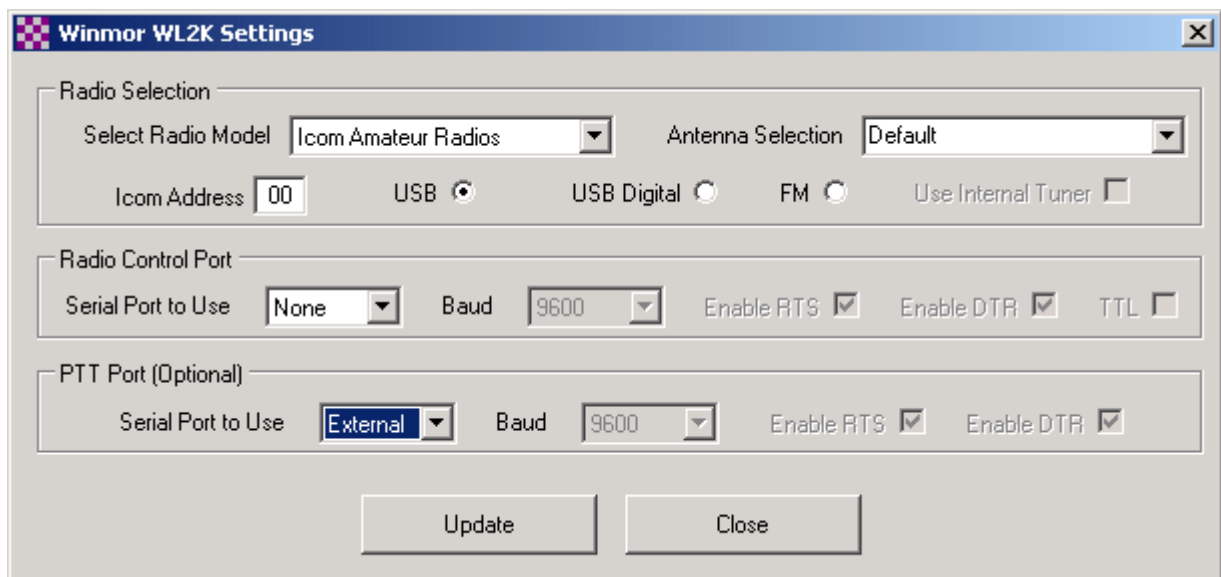 Winmor WL2K Settings
Radio Selection
Select Radio Model Icom Amateur Radios Antenna Selection Default
Icom Address 00 USB USB Digital FM Use Internal Tuner
Radio Control Port
Serial Port to Use None Baud 9600 Enable RTS Enable DTR TTL
PTT Port (Optional)
Serial Port to Use External Baud 9600 Enable RTS Enable DTR
Update Close